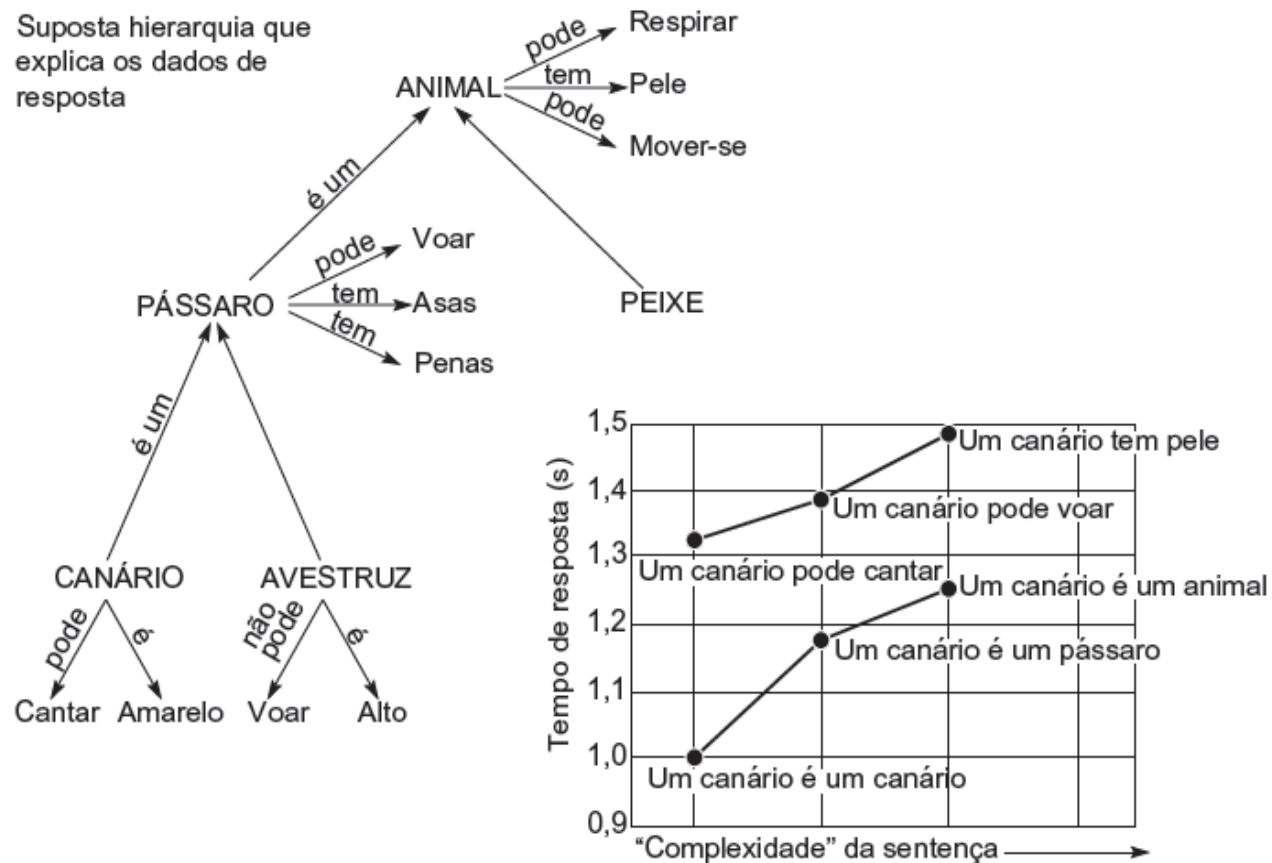 Suposta hierarquia que
explica os dados de
resposta
ANIMAL
pode
Respirar
tem
Pele
pode
Mover-se
é um
PÁSSARO
pode
Voar
tem
Asas
tem
Penas
PEIXE
é um
CANÁRIO
AVESTRUZ
pode
é
não
pode
é
Cantar
Amarelo
Voar
Alto
Tempo de resposta (s)
1,5
1,4
1,3
1,2
1,1
1,0
0,9
Um canário tem pele
Um canário pode voar
Um canário pode cantar
Um canário é um animal
Um canário é um pássaro
Um canário é um canário
“Complexidade” da sentença